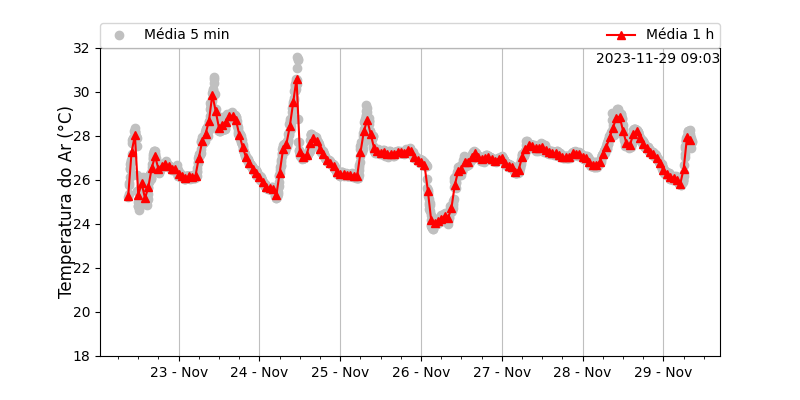 Média 5 min
Média 1 h
2023-11-29 09:03
Temperatura do Ar (°C)
32
30
28
26
24
22
20
18
23 - Nov
24 - Nov
25 - Nov
26 - Nov
27 - Nov
28 - Nov
29 - Nov